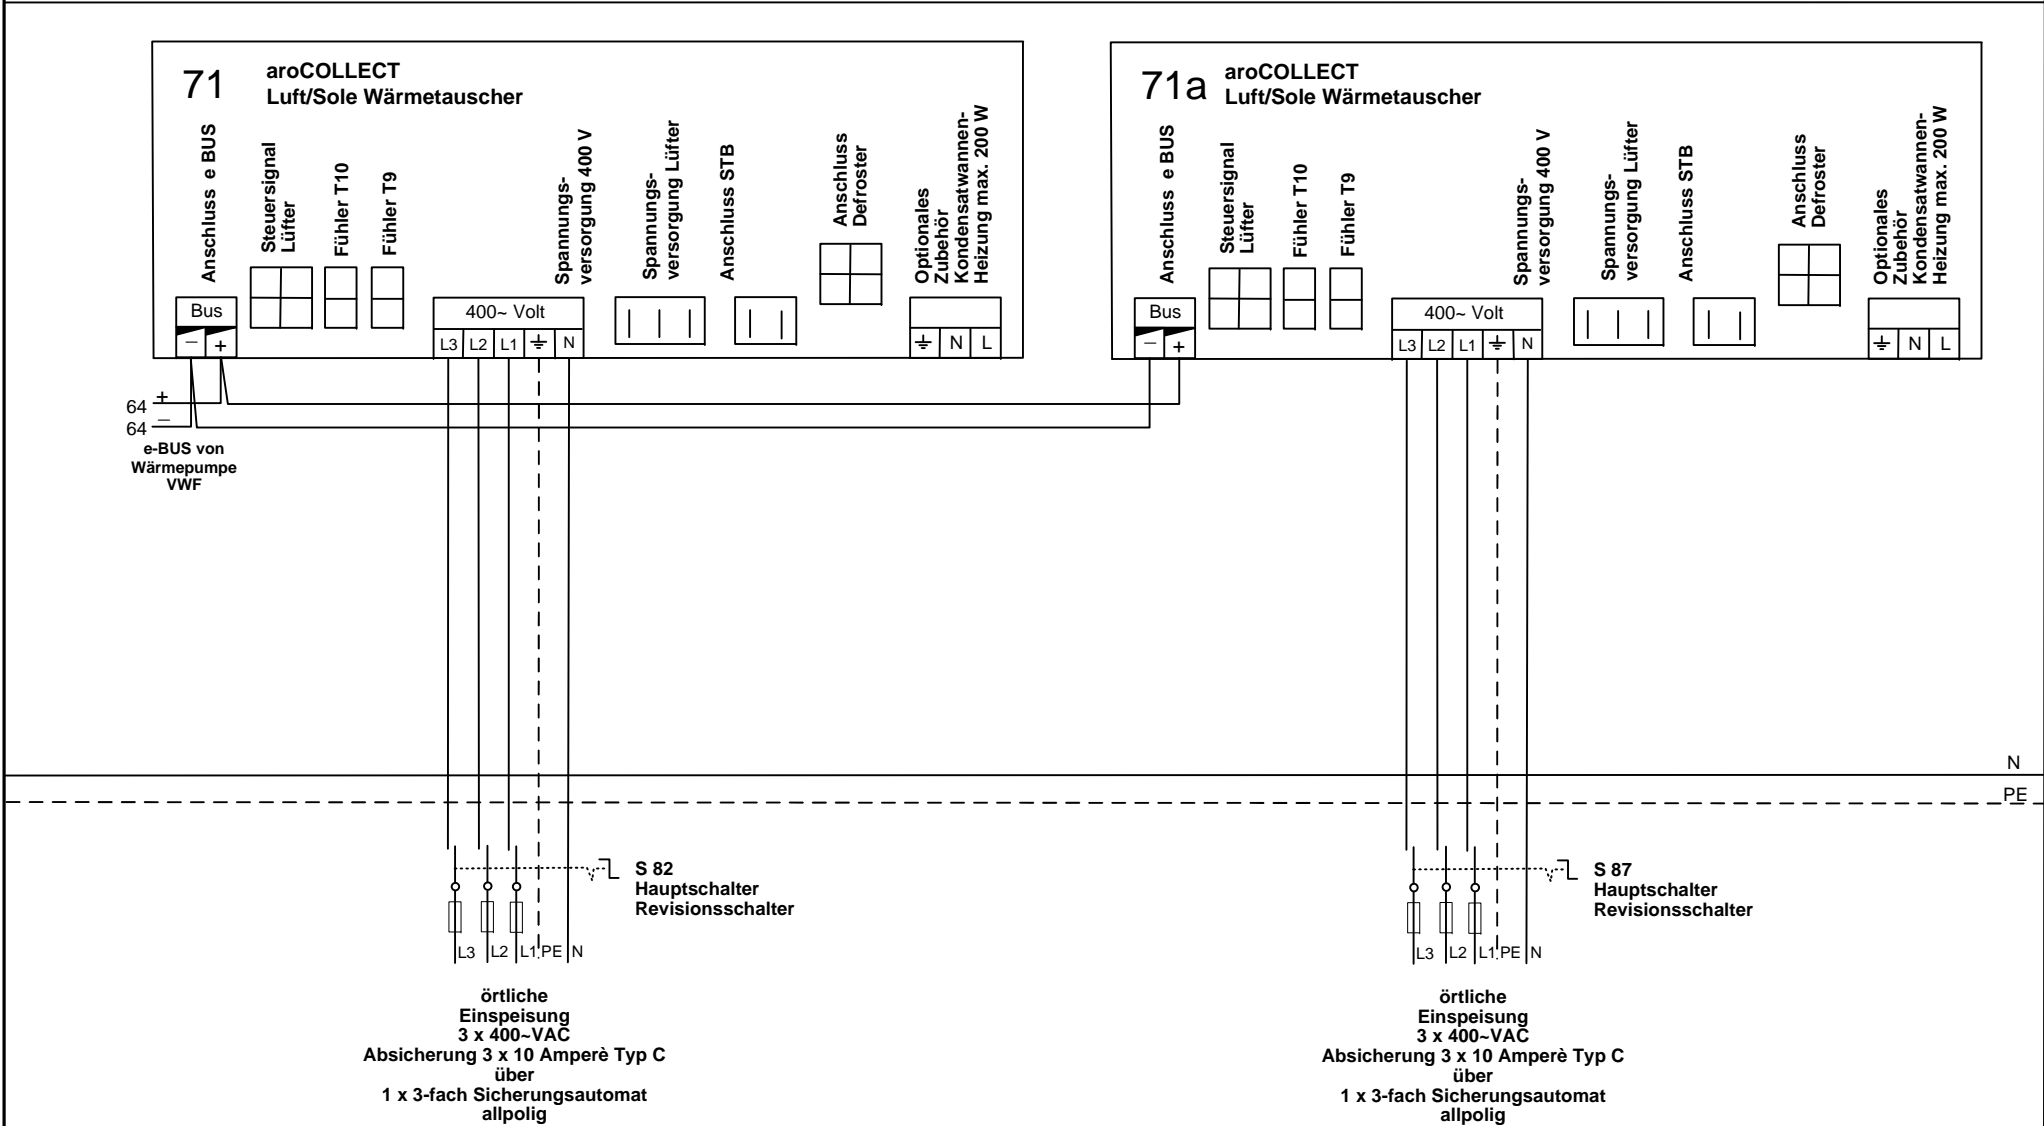 71
aroCOLLECT
Luft/Sole Wärmetauscher
Anschluss e BUS
Steuersignal
Lüfter
Fühler T10
Fühler T9
Spannungs-
versorgung 400 V
Spannungs-
versorgung Lüfter
Anschluss STB
Anschluss
Defroster
Optionales
Zubehör
Kondensatwannen-
Heizung max. 200 W
Bus
– +
400~ Volt
L3 L2 L1 ⏚ N
⏚ N L
64 +
64 –
e-BUS von
Wärmepumpe
VWF
71a
aroCOLLECT
Luft/Sole Wärmetauscher
Anschluss e BUS
Steuersignal
Lüfter
Fühler T10
Fühler T9
Spannungs-
versorgung 400 V
Spannungs-
versorgung Lüfter
Anschluss STB
Anschluss
Defroster
Optionales
Zubehör
Kondensatwannen-
Heizung max. 200 W
Bus
– +
400~ Volt
L3 L2 L1 ⏚ N
⏚ N L
N
PE
S 82
Hauptschalter
Revisionsschalter
L3 L2 L1 PE N
örtliche
Einspeisung
3 x 400~VAC
Absicherung 3 x 10 Amperè Typ C
über
1 x 3-fach Sicherungsautomat
allpolig
S 87
Hauptschalter
Revisionsschalter
L3 L2 L1 PE N
örtliche
Einspeisung
3 x 400~VAC
Absicherung 3 x 10 Amperè Typ C
über
1 x 3-fach Sicherungsautomat
allpolig